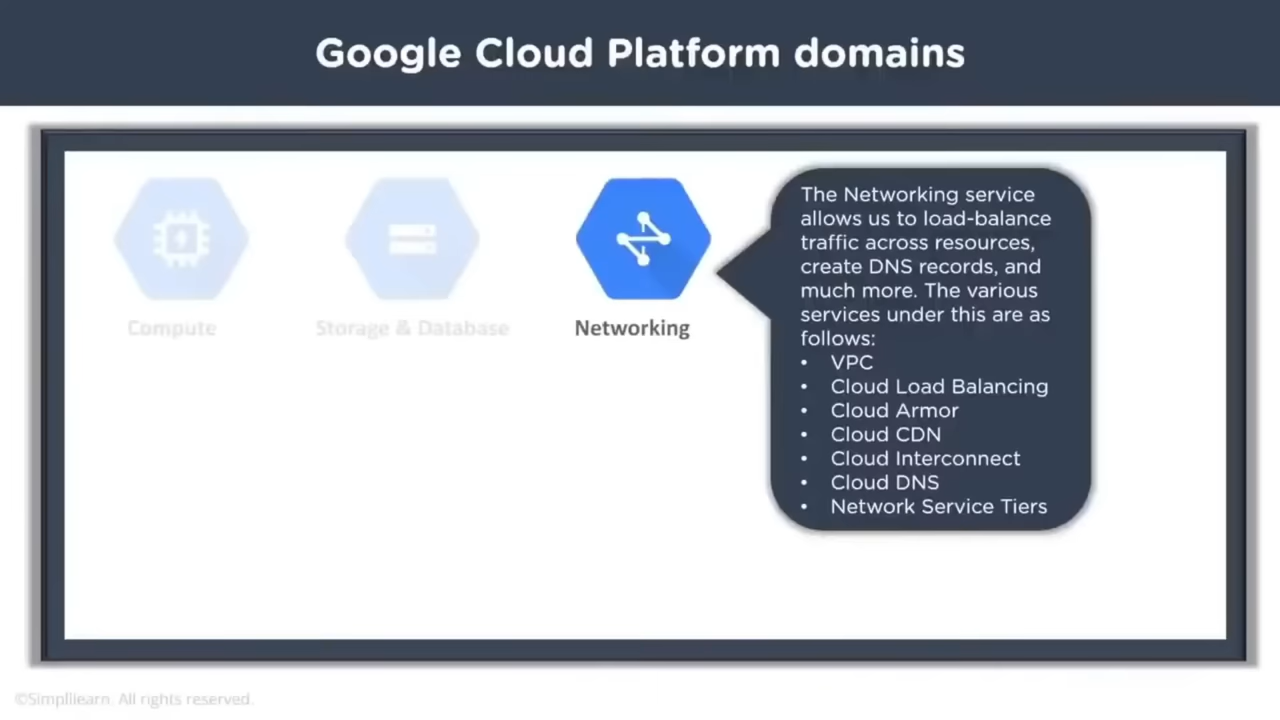 Google Cloud Platform domains
Compute
Storage & Database
Networking
The Networking service
allows us to load-balance
traffic across resources,
create DNS records, and
much more. The various
services under this are as
follows:
• VPC
• Cloud Load Balancing
• Cloud Armor
• Cloud CDN
• Cloud Interconnect
• Cloud DNS
• Network Service Tiers
©Simplilearn. All rights reserved.